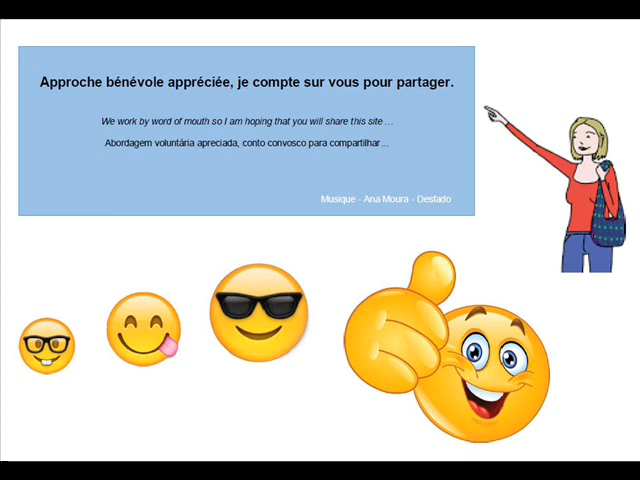 Approche bénévole appréciée, je compte sur vous pour partager.
We work by word of mouth so I am hoping that you will share this site ...
Abordagem voluntária apreciada, conto convosco para compartilhar...
Musique - Ana Moura - Desfado